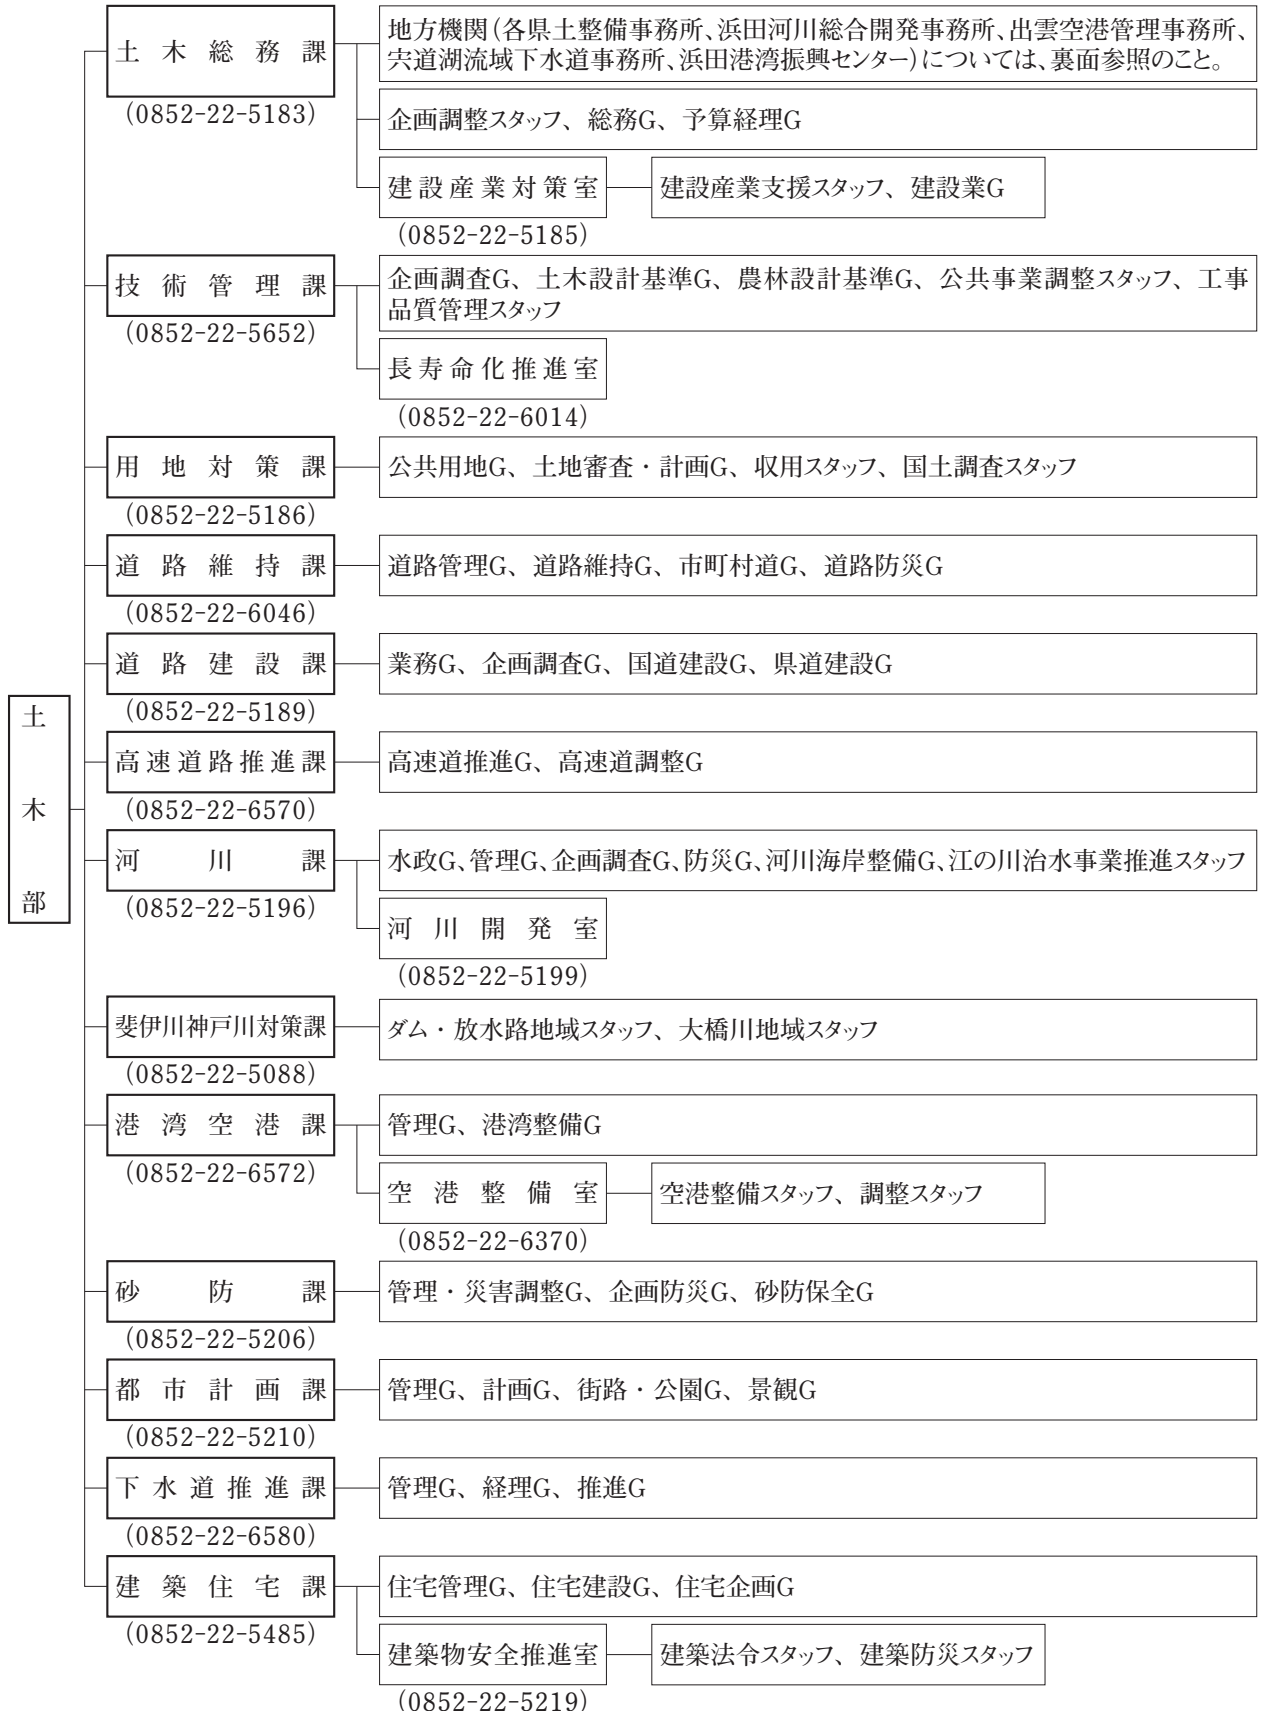 土木部
土木総務課
(0852-22-5183)
地方機関(各県土整備事務所、浜田河川総合開発事務所、出雲空港管理事務所、
宍道湖流域下水道事務所、浜田港湾振興センター)については、裏面参照のこと。
企画調整スタッフ、総務G、予算経理G
建設産業対策室
(0852-22-5185)
建設産業支援スタッフ、建設業G
技術管理課
(0852-22-5652)
企画調査G、土木設計基準G、農林設計基準G、公共事業調整スタッフ、工事
品質管理スタッフ
長寿命化推進室
(0852-22-6014)
用地対策課
(0852-22-5186)
公共用地G、土地審査・計画G、収用スタッフ、国土調査スタッフ
道路維持課
(0852-22-6046)
道路管理G、道路維持G、市町村道G、道路防災G
道路建設課
(0852-22-5189)
業務G、企画調査G、国道建設G、県道建設G
高速道路推進課
(0852-22-6570)
高速道推進G、高速道調整G
河川課
(0852-22-5196)
水政G、管理G、企画調査G、防災G、河川海岸整備G、江の川治水事業推進スタッフ
河川開発室
(0852-22-5199)
斐伊川神戸川対策課
(0852-22-5088)
ダム・放水路地域スタッフ、大橋川地域スタッフ
港湾空港課
(0852-22-6572)
管理G、港湾整備G
空港整備室
(0852-22-6370)
空港整備スタッフ、調整スタッフ
砂防課
(0852-22-5206)
管理・災害調整G、企画防災G、砂防保全G
都市計画課
(0852-22-5210)
管理G、計画G、街路・公園G、景観G
下水道推進課
(0852-22-6580)
管理G、経理G、推進G
建築住宅課
(0852-22-5485)
住宅管理G、住宅建設G、住宅企画G
建築物安全推進室
(0852-22-5219)
建築法令スタッフ、建築防災スタッフ